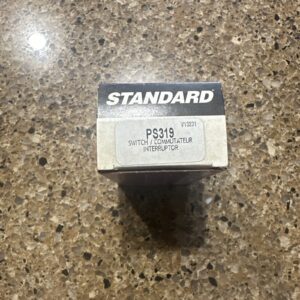 STANDARD®
PS319
SWITCH / COMMUTATEUR
INTERRUPTOR